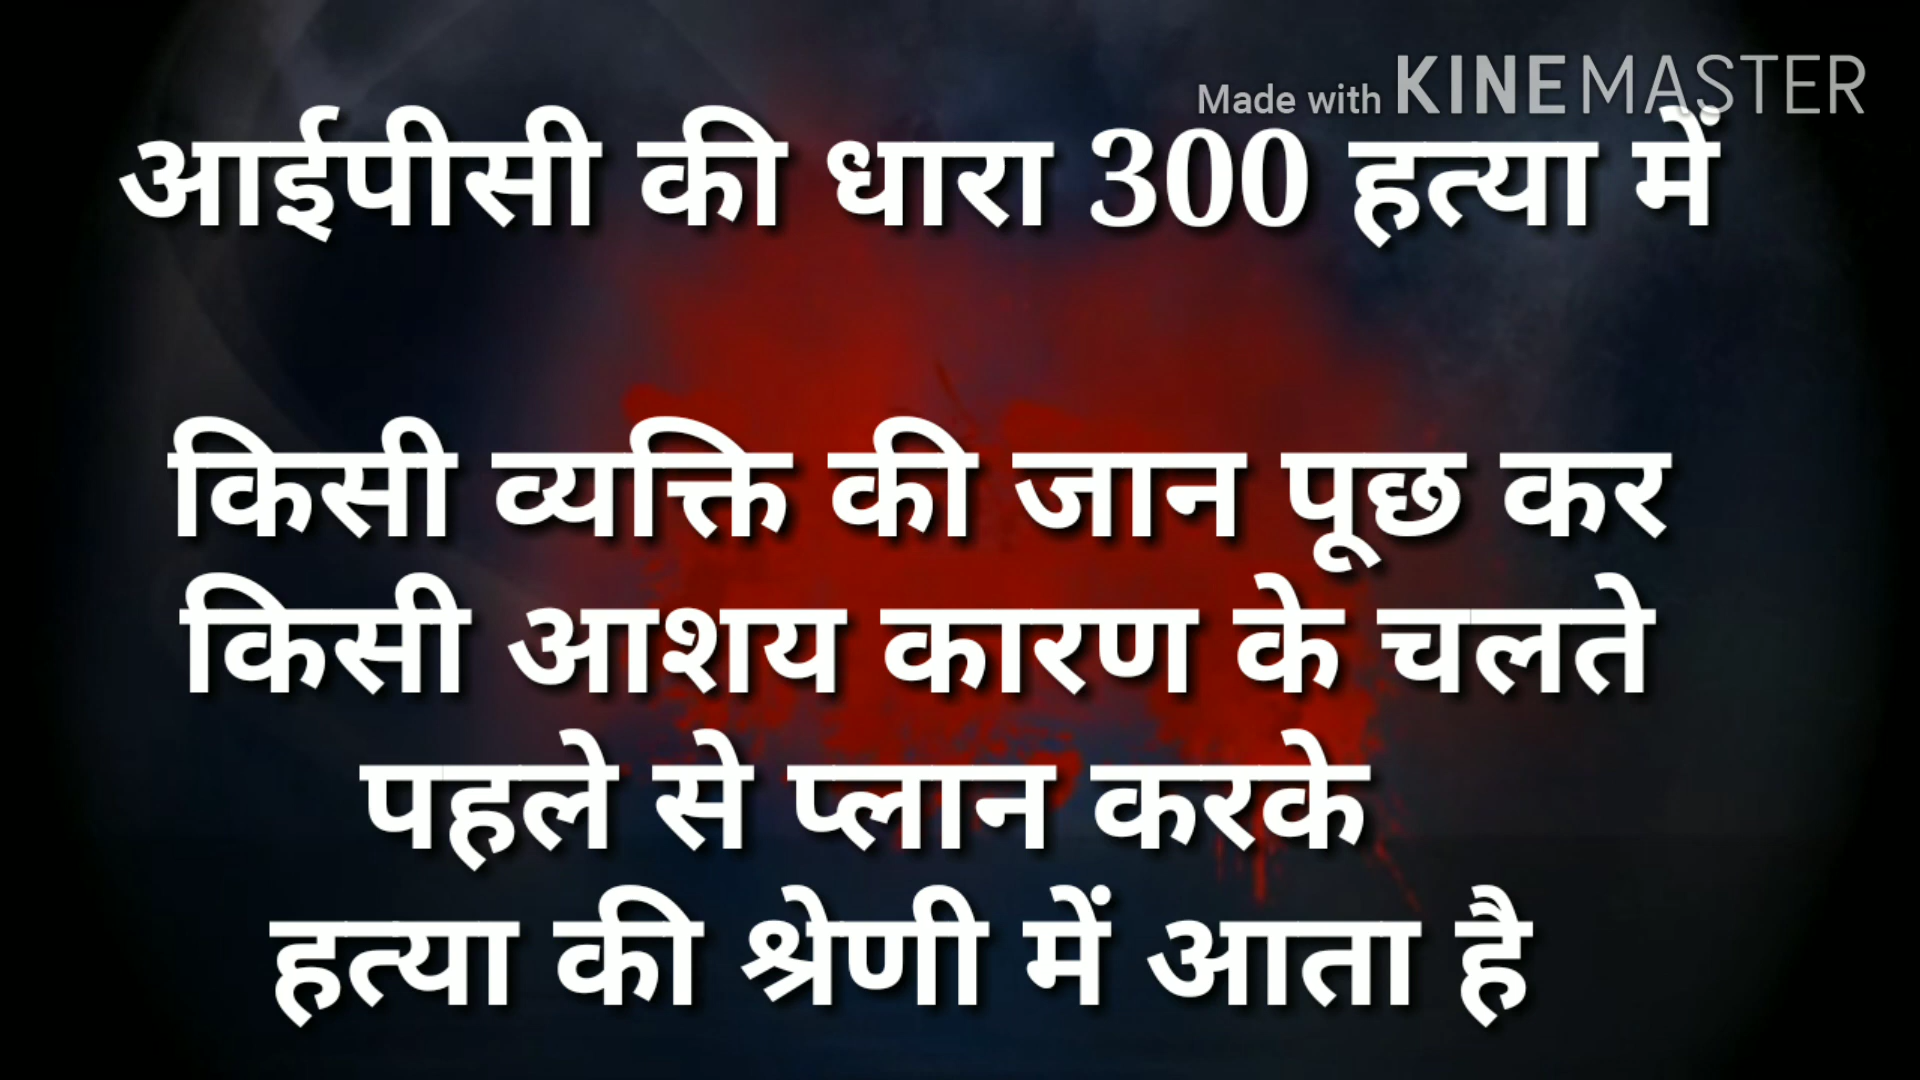 Made with KINEMASTER
आईपीसी की धारा 300 हत्या में
किसी व्यक्ति की जान पूछ कर
किसी आशय कारण के चलते
पहले से प्लान करके
हत्या की श्रेणी में आता है